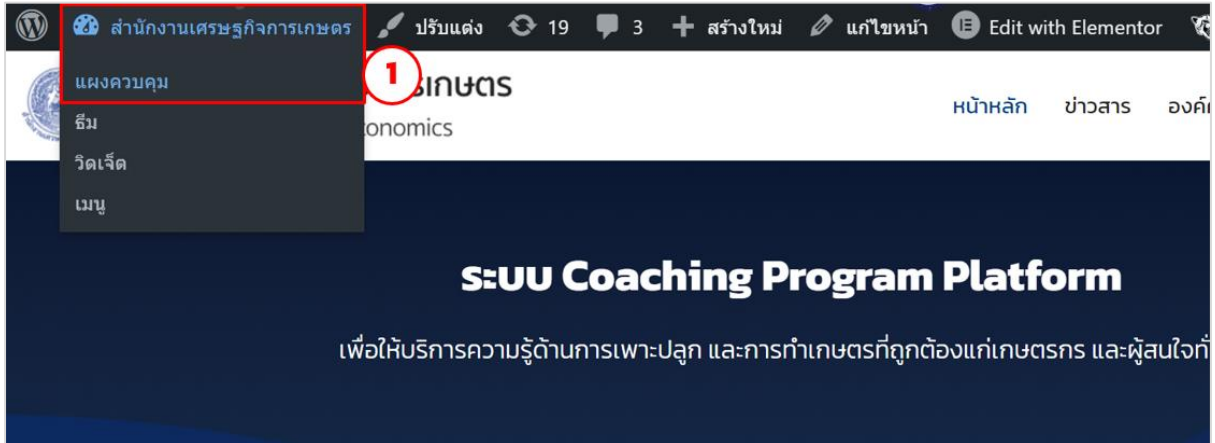 สำนักงานเศรษฐกิจการเกษตร ปรับแต่ง 19 3 + สร้างใหม่ แก้ไขหน้า Edit with Elementor
แผงควบคุม
1
ธีม
วิดเจ็ต
เมนู
หน้าหลัก ข่าวสาร
ระบบ Coaching Program Platform
เพื่อให้บริการความรู้ด้านการเพาะปลูก และการทำเกษตรที่ถูกต้องแก่เกษตรกร และผู้สนใจ